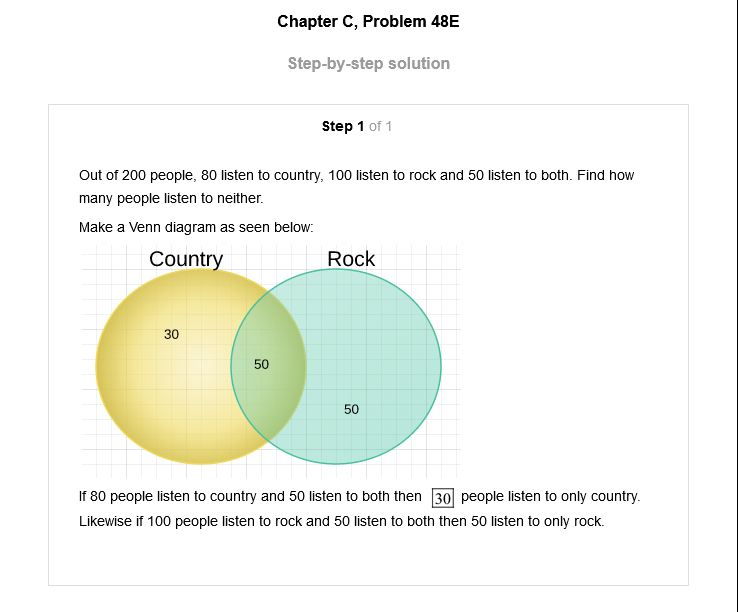 Chapter C, Problem 48E
Step-by-step solution
Step 1 of 1
Out of 200 people, 80 listen to country, 100 listen to rock and 50 listen to both. Find how
many people listen to neither.
Make a Venn diagram as seen below:
Country Rock
30
50
50
If 80 people listen to country and 50 listen to both then 30 people listen to only country.
Likewise if 100 people listen to rock and 50 listen to both then 50 listen to only rock.